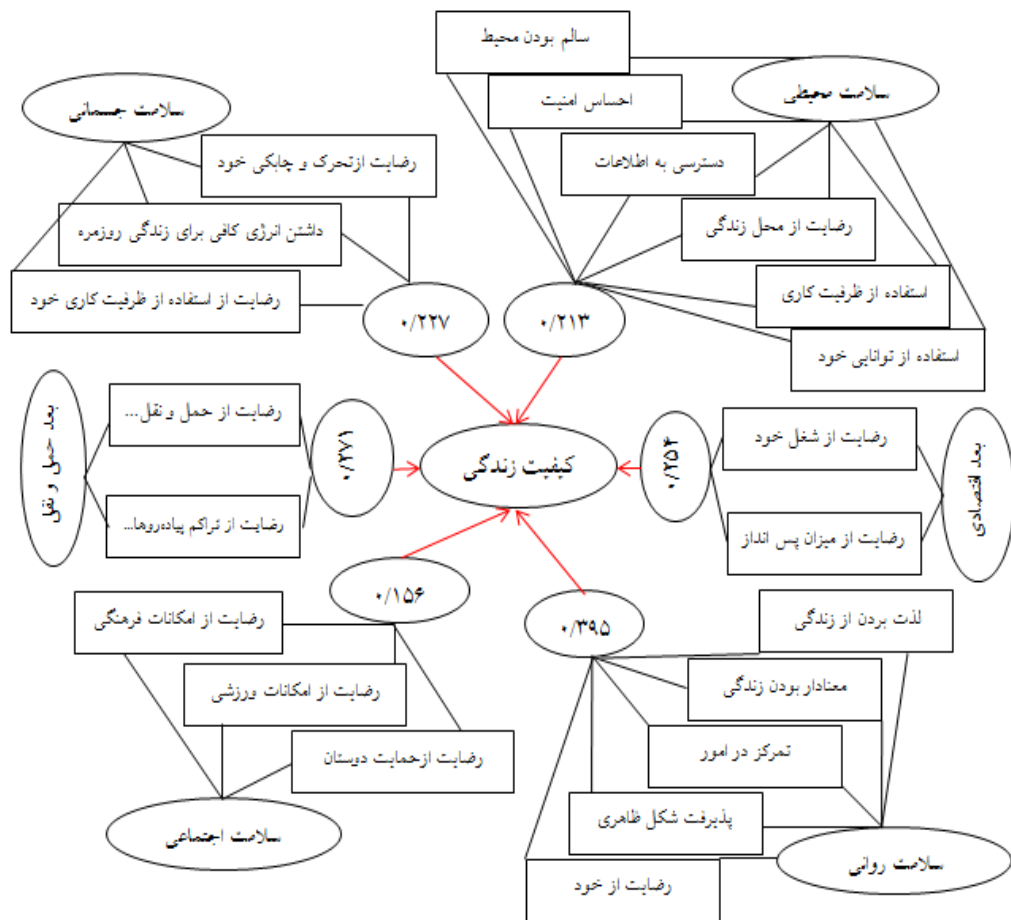 سالم بودن محیط
احساس امنیت
سلامت محیطی
دسترسی به اطلاعات
رضایت از محل زندگی
استفاده از ظرفیت کاری
استفاده از توانایی خود
۰/۲۱۳
سلامت جسمانی
رضایت ازتحرک و چابکی خود
داشتن انرژی کافی برای زندگی روزمره
رضایت از استفاده از ظرفیت کاری خود
۰/۲۲۷
بعد اقتصادی
رضایت از شغل خود
رضایت از میزان پس انداز
۰/۲۵۴
کیفیت زندگی
۰/۲۷۱
رضایت از حمل و نقل...
رضایت از تراکم پیاده‌روها...
بعد حمل و نقل
۰/۳۹۵
لذت بردن از زندگی
معنادار بودن زندگی
تمرکز در امور
پذیرفت شکل ظاهری
رضایت از خود
سلامت روانی
۰/۱۵۶
رضایت از امکانات فرهنگی
رضایت از امکانات ورزشی
رضایت ازحمایت دوستان
سلامت اجتماعی